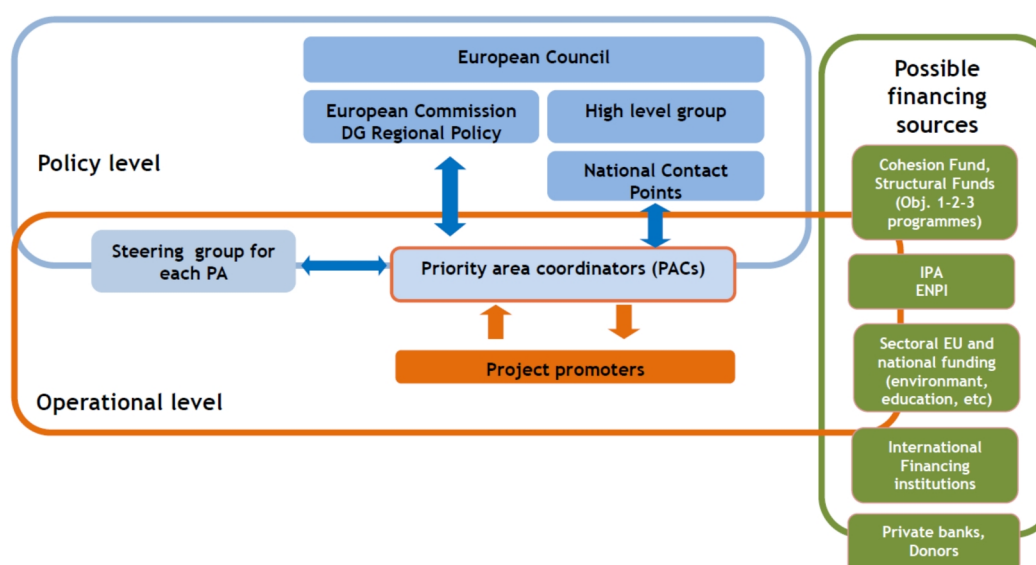 European Council
European Commission
DG Regional Policy
High level group
National Contact
Points
Policy level
Steering group for
each PA
Priority area coordinators (PACs)
Project promoters
Operational level
Possible
financing
sources
Cohesion Fund,
Structural Funds
(Obj. 1-2-3
programmes)
IPA
ENPI
Sectoral EU and
national funding
(environmant,
education, etc)
International
Financing
institutions
Private banks,
Donors